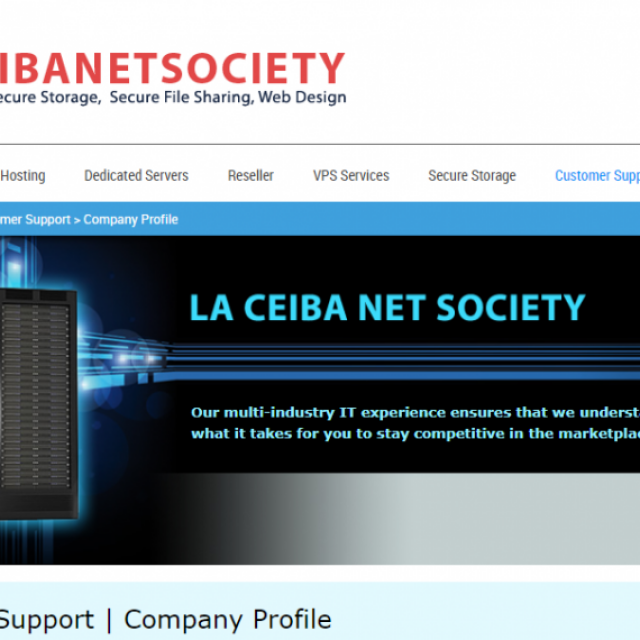 IBANETSOCIETY
ecure Storage,  Secure File Sharing, Web Design
Hosting Dedicated Servers Reseller VPS Services Secure Storage Customer Supp
mer Support > Company Profile
LA CEIBA NET SOCIETY
Our multi-industry IT experience ensures that we understa
what it takes for you to stay competitive in the marketplac
Support | Company Profile